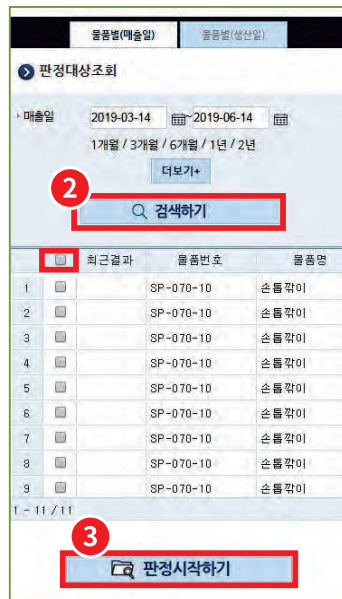 물품별(매출일) 물품별(생산일)
판정대상조회
매출일 2019-03-14 ~ 2019-06-14
1개월 / 3개월 / 6개월 / 1년 / 2년
더보기+
2
검색하기
최근결과 물품번호 물품명
1 SP-070-10 손톱깎이
2 SP-070-10 손톱깎이
3 SP-070-10 손톱깎이
4 SP-070-10 손톱깎이
5 SP-070-10 손톱깎이
6 SP-070-10 손톱깎이
7 SP-070-10 손톱깎이
8 SP-070-10 손톱깎이
9 SP-070-10 손톱깎이
1 - 11 / 11
3
판정시작하기